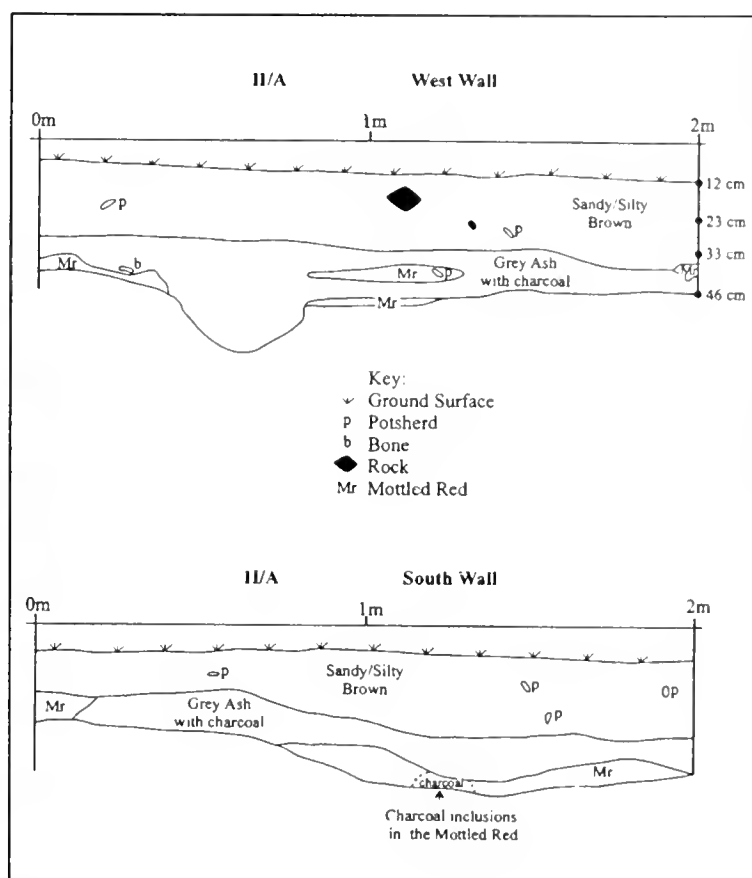 II/A West Wall
0m 1m 2m
12 cm
p
Sandy/Silty
Brown
23 cm
p
33 cm
Mr
b
Mr
p
Grey Ash
with charcoal
Mr
46 cm
Mr
Key:
Ground Surface
p Potsherd
b Bone
Rock
Mr Mottled Red
II/A South Wall
0m 1m 2m
p
Sandy/Silty
Brown
p
p
p
Mr
Grey Ash
with charcoal
Mr
charcoal
Charcoal inclusions
in the Mottled Red